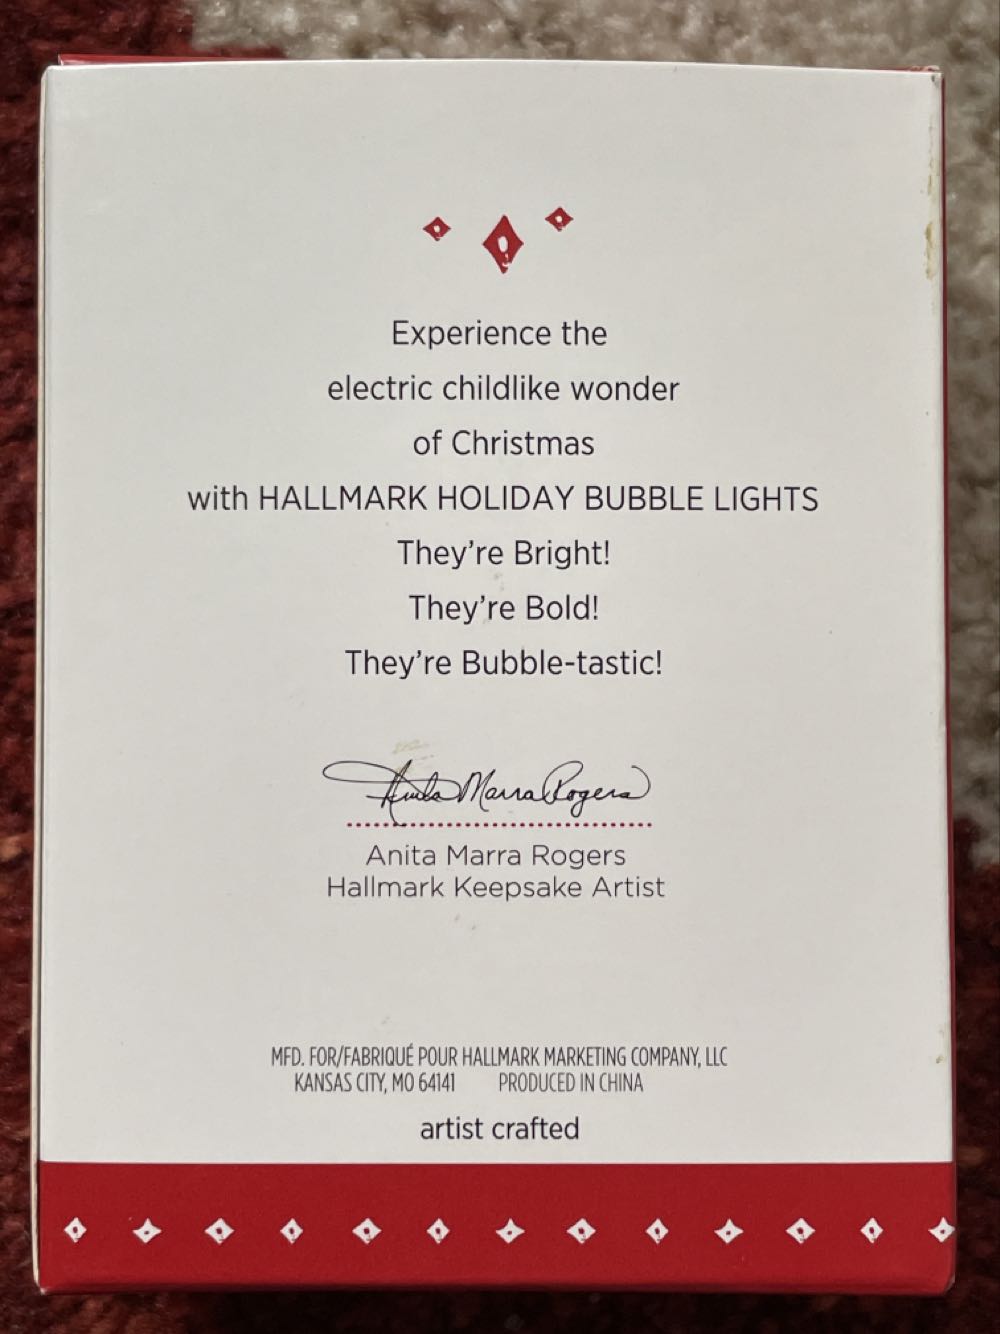 Experience the
electric childlike wonder
of Christmas
with HALLMARK HOLIDAY BUBBLE LIGHTS
They're Bright!
They're Bold!
They're Bubble-tastic!
Anita Marra Rogers
Anita Marra Rogers
Hallmark Keepsake Artist
MFD. FOR/FABRIQUÉ POUR HALLMARK MARKETING COMPANY, LLC
KANSAS CITY, MO 64141 PRODUCED IN CHINA
artist crafted